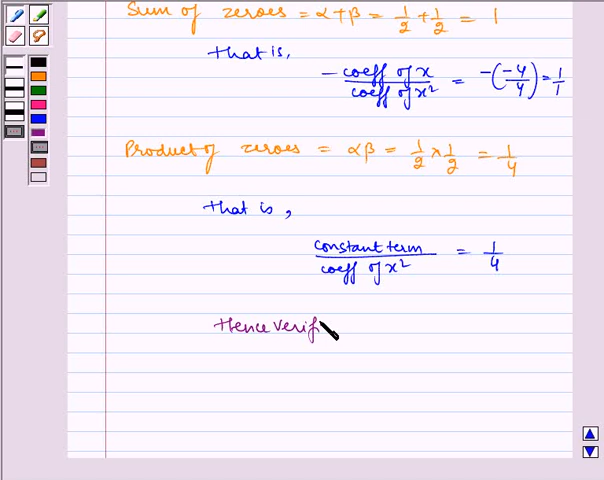 Sum of zeroes = α+β = 1/2 + 1/2 = 1
That is,
- coeff of x / coeff of x² = -(-4/4) = 1/1
Product of zeroes = αβ = 1/2 × 1/2 = 1/4
That is,
constant term / coeff of x² = 1/4
Hence verif